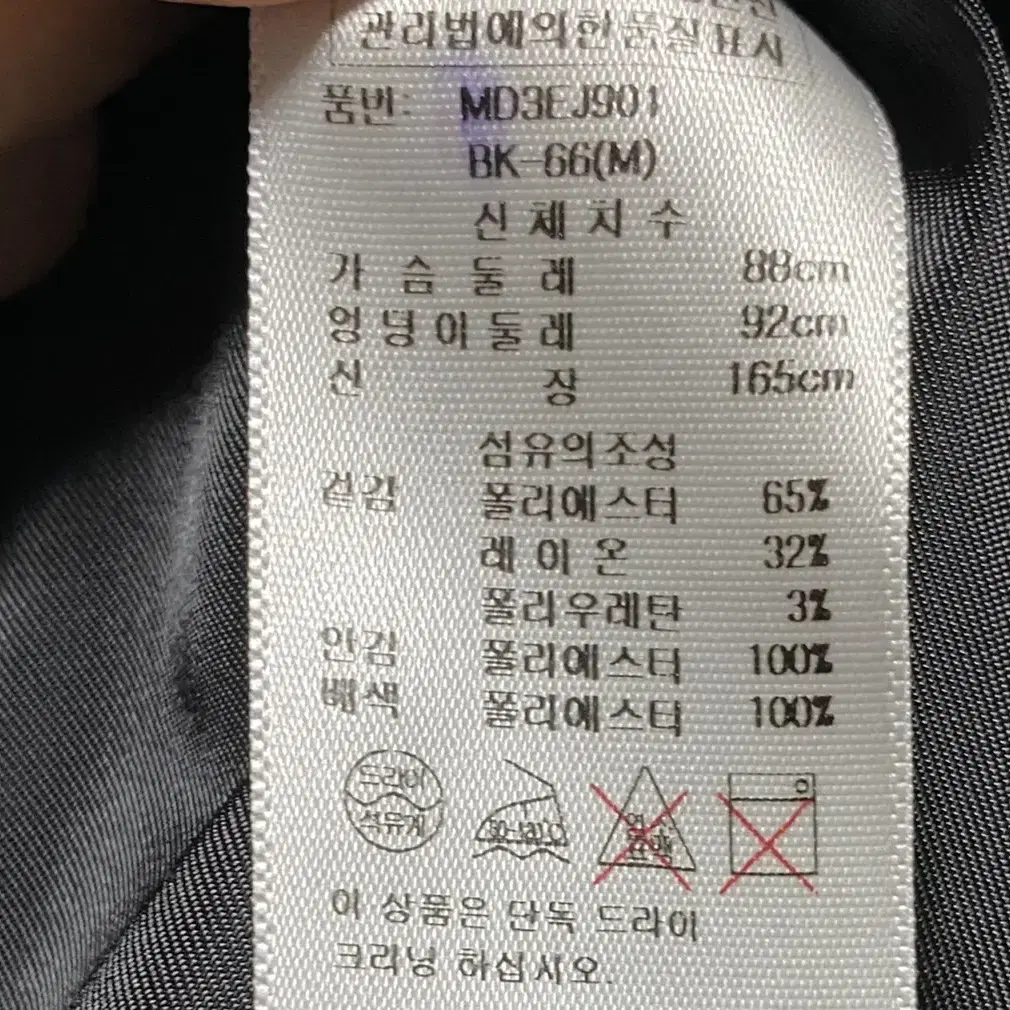 관리법에의한품질표시
품번: MD3EJ901
BK-66(M)
신체치수
가슴둘레 88cm
엉덩이둘레 92cm
신장 165cm
섬유의조성
겉감 폴리에스터 65%
레이온 32%
폴리우레탄 3%
안감 폴리에스터 100%
배색 폴리에스터 100%
드라이
석유계
이 상품은 단독 드라이
크리닝 하십시오.